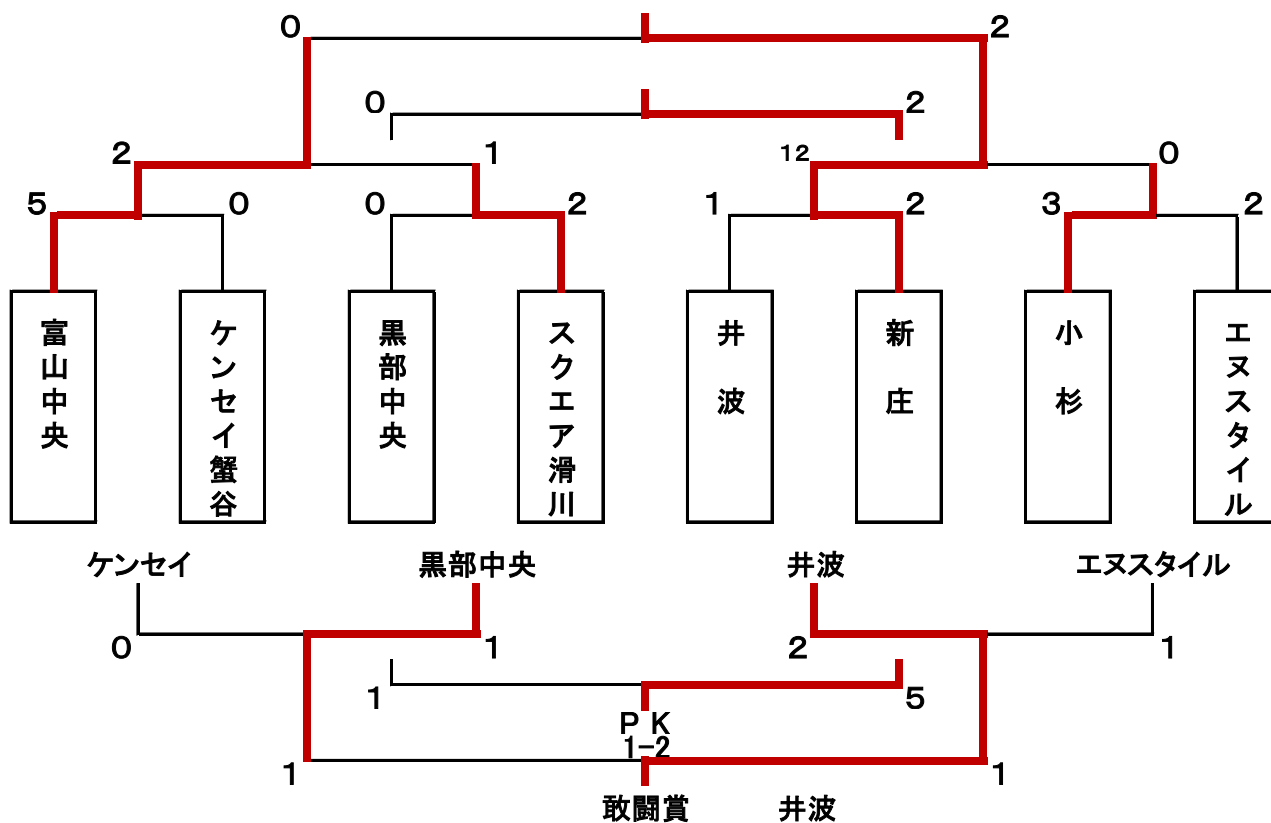 0 2
0 2
2 1 12 0
5 0 0 2 1 2 3 2
富山中央
ケンセイ蟹谷
黒部中央
スクエア滑川
井波
新庄
小杉
エヌスタイル
ケンセイ 黒部中央 井波 エヌスタイル
0 1 2 1
1 5
PK
1-2
1 1
敢闘賞 井波